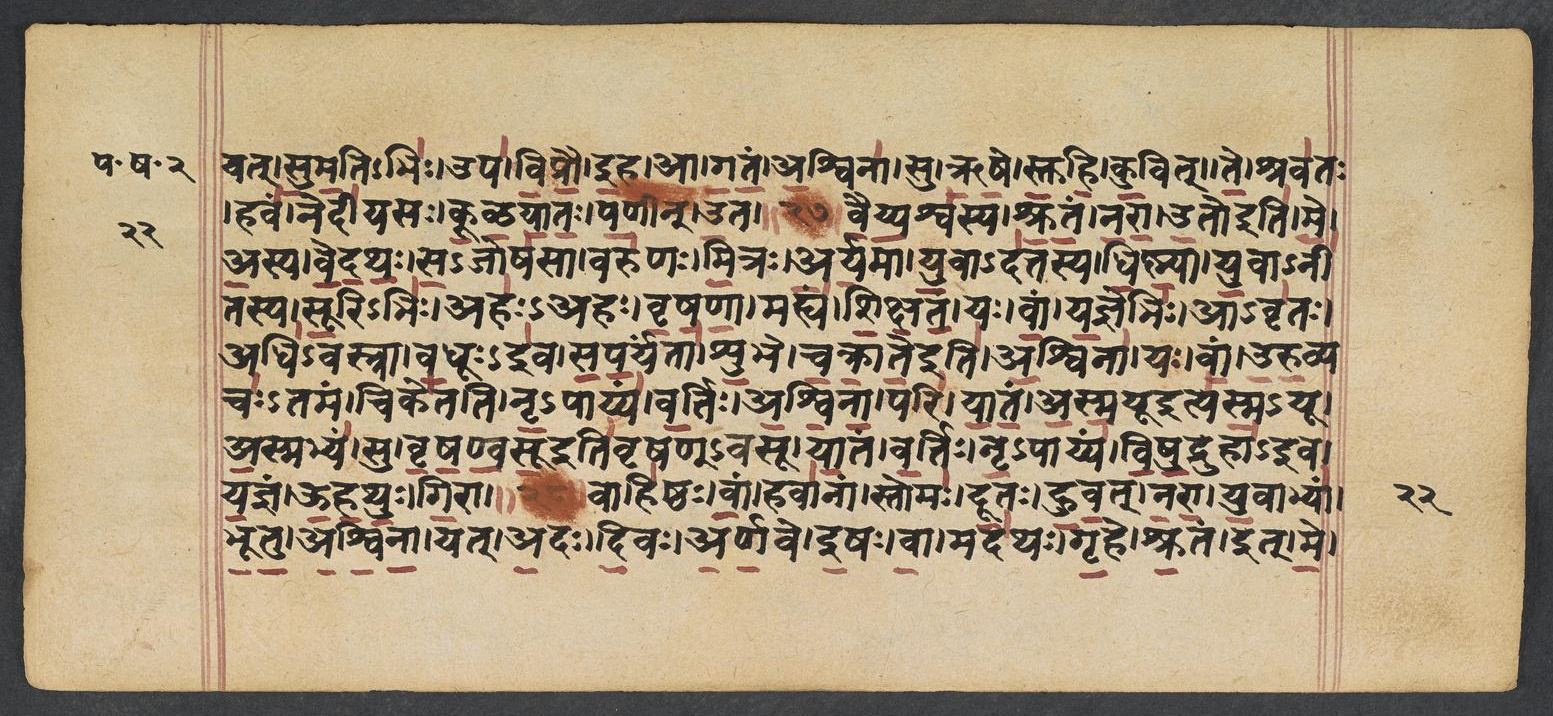 प॰ ष॰ २
२२
वत्।सुमतिऽभिः।उप।विप्रौ।इह।आ।गतं।अश्विना।सु।ऋषे।स्तुहि।कुवित्।।ते।श्रवतः
।हवं।नेदीयसः।कूळयातः।पणीन्।उत। २७ वैय्यश्वस्य।श्रुतं।नरा।उतोइति।मे।
अस्य।वेदथः।सऽजोषसा।वरुणः।मित्रः।अर्यमा।युवाऽदत्तस्य।धिष्ण्या।युवाऽनी
तस्य।सूरिऽभिः।अहःऽअहः।वृषणा।मह्यं।शिक्षतं।यः।वां।यज्ञेभिः।आऽवृतः।
अधिऽवस्त्रा।वधूःऽइव।सपर्यंता।शुभे।चक्रातेइति।अश्विना।यः।वां।उरुव्य
चःऽतमं।चिकेतति।नृऽपाय्यं।वर्तिः।अश्विना।परि।यातं।अस्मयूइत्यस्मऽयू।
अस्मभ्यं।सु।वृषण्वसूइतिवृषण्ऽवसू।यातं।वर्तिः।नृऽपाय्यं।विषुद्रुहाऽइव।
यज्ञं।ऊहथुः।गिरा। २८ वाहिष्ठः।वां।हवानां।स्तोमः।दूतः।हुवत्।नरा।युवाभ्यां।
भूतु।अश्विना।यत्।अदः।दिवः।अर्णवे।इषः।वा।मदथः।गृहे।श्रुतं।इत्।मे।
२२